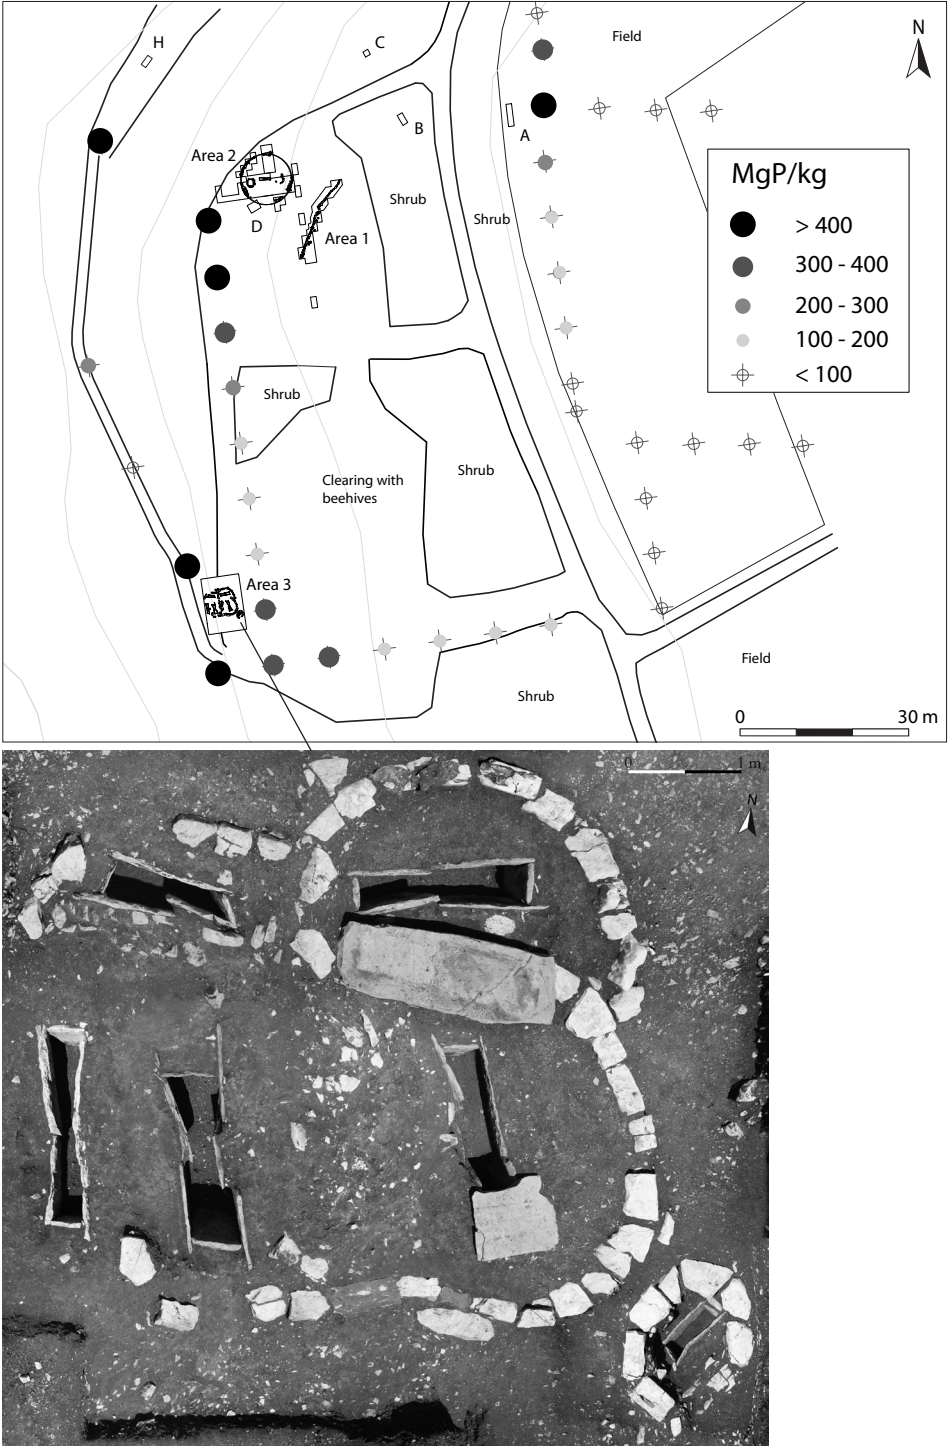 H
C
Field
N
A
B
Area 2
MgP/kg
Shrub
Shrub
D
Area 1
> 400
300 - 400
200 - 300
100 - 200
< 100
Shrub
Shrub
Clearing with
beehives
Area 3
Field
Shrub
0 30 m
0 1 m
N